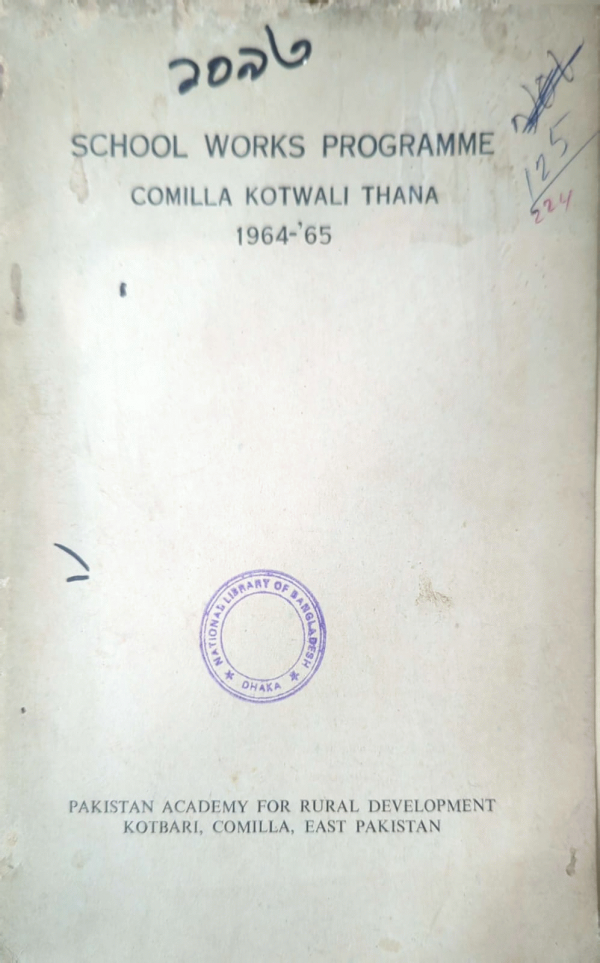 SCHOOL WORKS PROGRAMME
COMILLA KOTWALI THANA
1964-'65
125
224
NATIONAL LIBRARY OF BANGLADESH
★ DHAKA ★
PAKISTAN ACADEMY FOR RURAL DEVELOPMENT
KOTBARI, COMILLA, EAST PAKISTAN